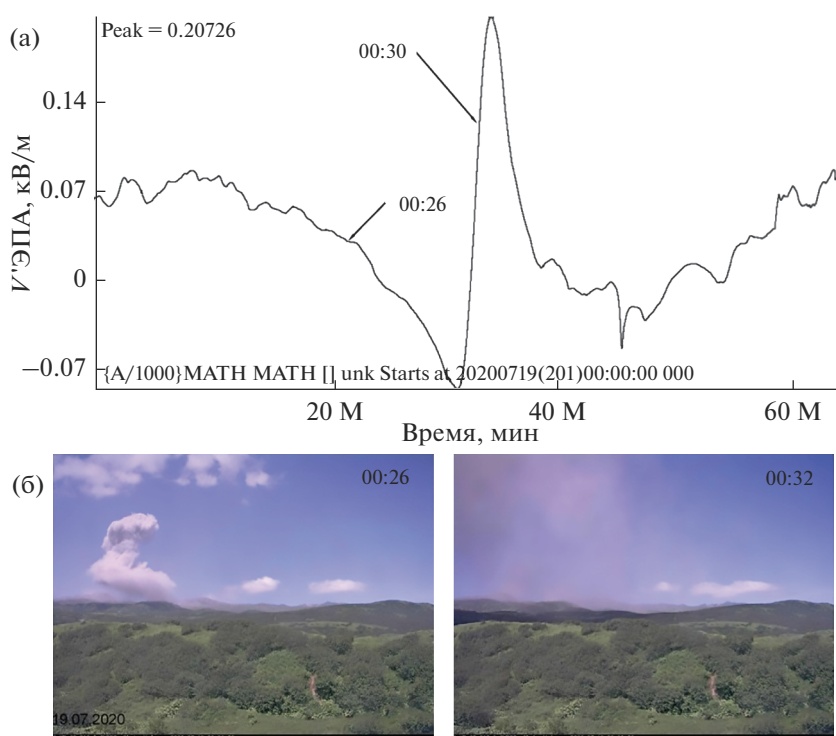 (а)
Peak = 0.20726
00:30
0.14
0.07
00:26
0
−0.07
V'ЭПА, кВ/м
{A/1000}MATH MATH [] unk Starts at 20200719(201)00:00:00 000
20 М
40 М
60 М
Время, мин
(б)
00:26
00:32
19.07.2020